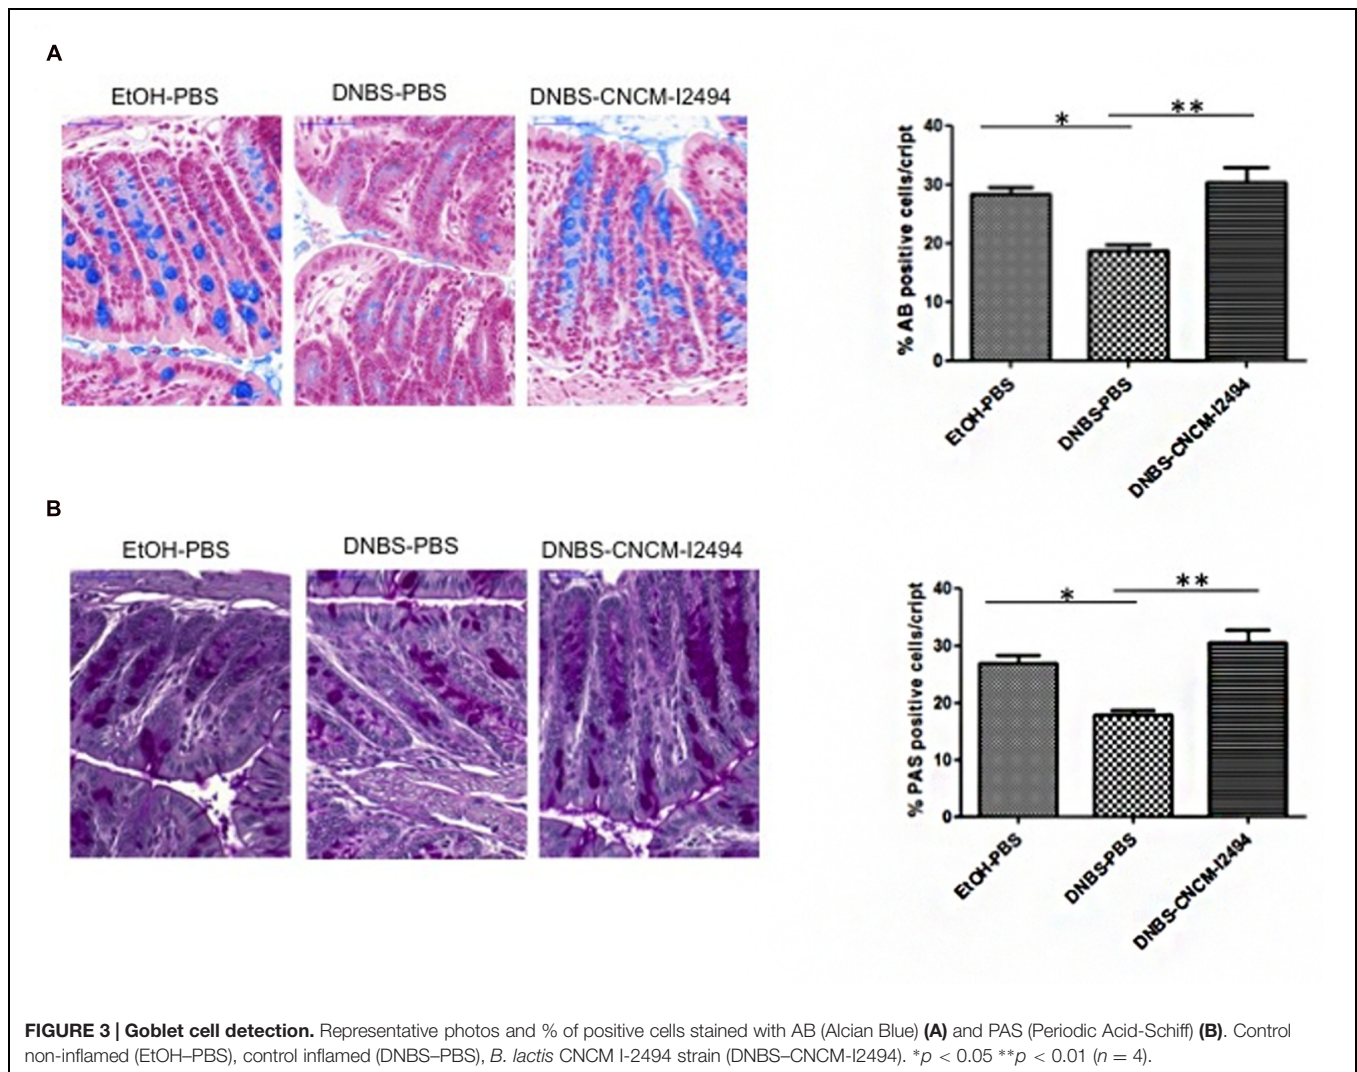 A
EtOH-PBS
DNBS-PBS
DNBS-CNCM-I2494
*
**
% AB positive cells/cript
40
30
20
10
0
EtOH-PBS
DNBS-PBS
DNBS-CNCM-I2494
B
EtOH-PBS
DNBS-PBS
DNBS-CNCM-I2494
*
**
% PAS positive cells/cript
40
30
20
10
0
EtOH-PBS
DNBS-PBS
DNBS-CNCM-I2494
FIGURE 3 | Goblet cell detection. Representative photos and % of positive cells stained with AB (Alcian Blue) (A) and PAS (Periodic Acid-Schiff) (B). Control
non-inflamed (EtOH–PBS), control inflamed (DNBS–PBS), B. lactis CNCM I-2494 strain (DNBS–CNCM-I2494). *p < 0.05 **p < 0.01 (n = 4).